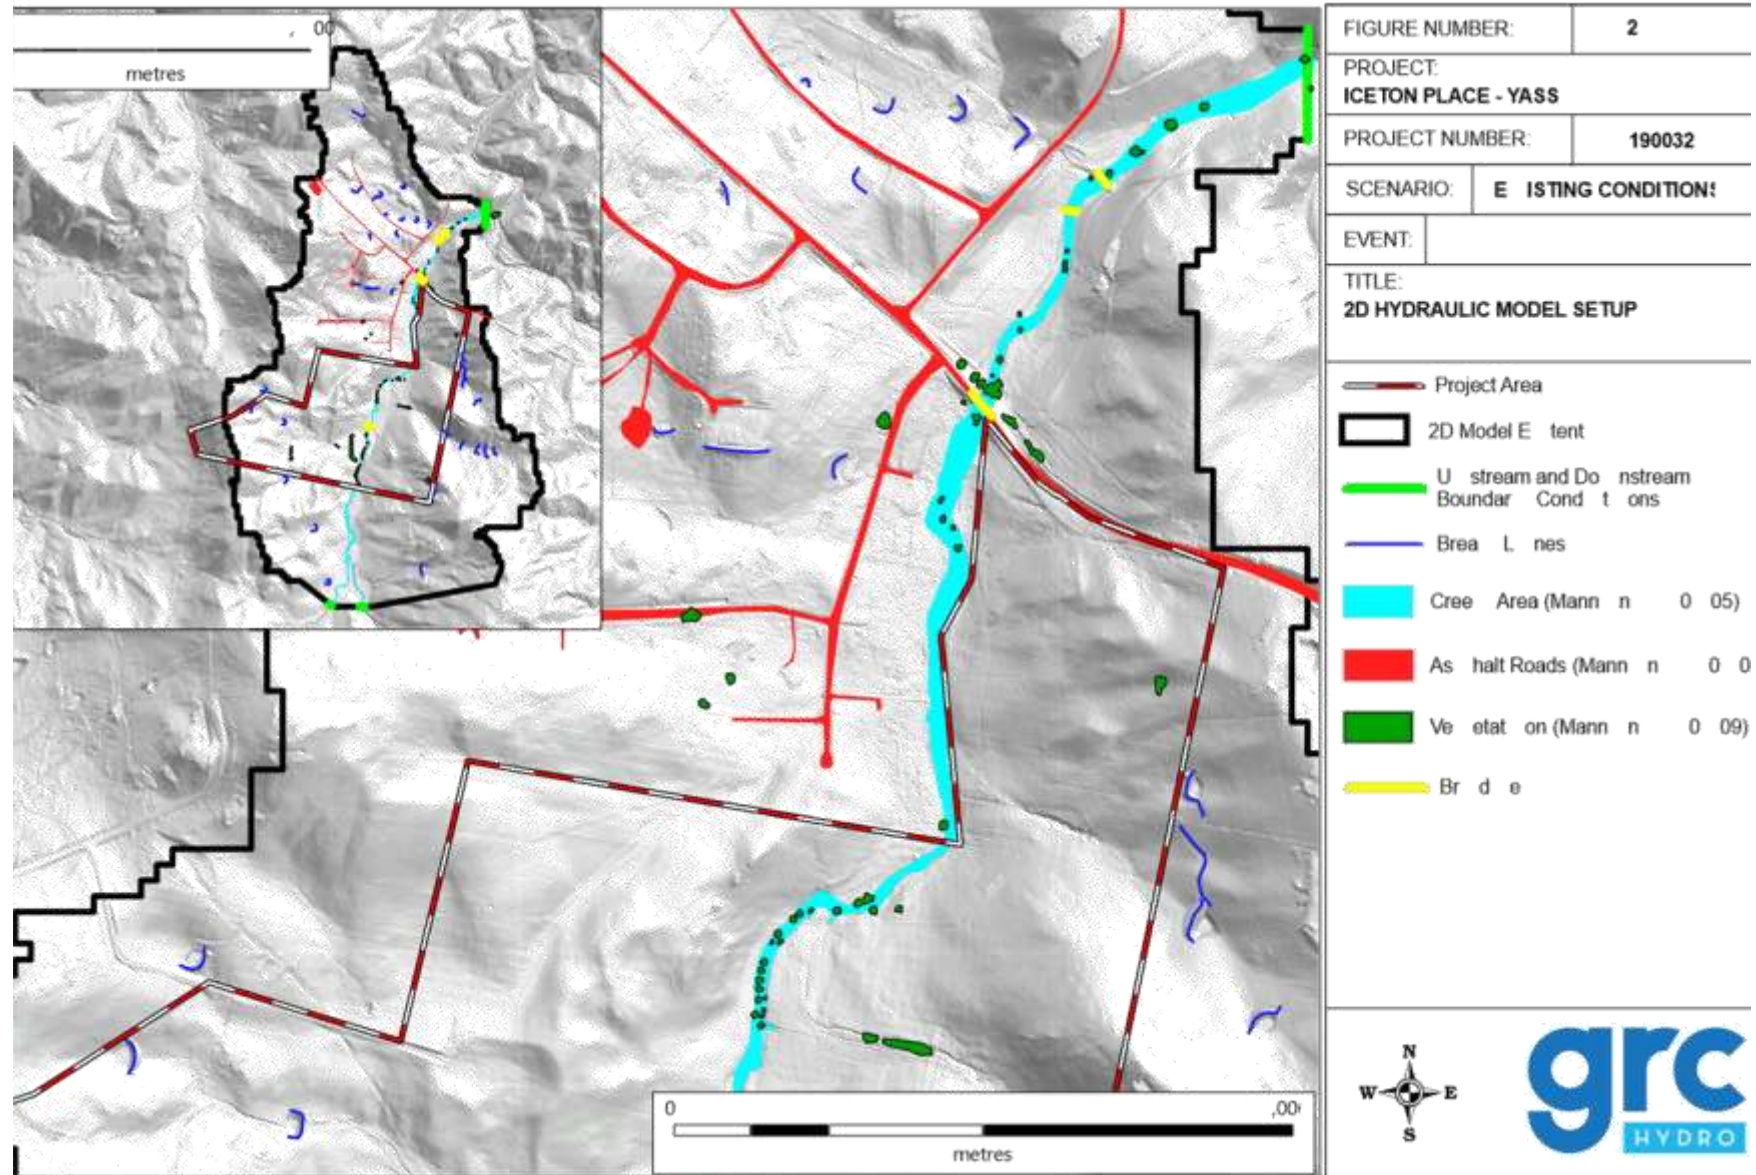 00
metres
FIGURE NUMBER: 2
PROJECT:
ICETON PLACE - YASS
PROJECT NUMBER: 190032
SCENARIO: E ISTING CONDITIONS
EVENT:
TITLE:
2D HYDRAULIC MODEL SETUP
Project Area
2D Model E tent
U stream and Do nstream
Boundar Cond t ons
Brea L nes
Cree Area (Mann n 0 05)
As halt Roads (Mann n 0 0
Ve etat on (Mann n 0 09)
Br d e
0 ,00
metres
N
W E
S
grc
HYDRO